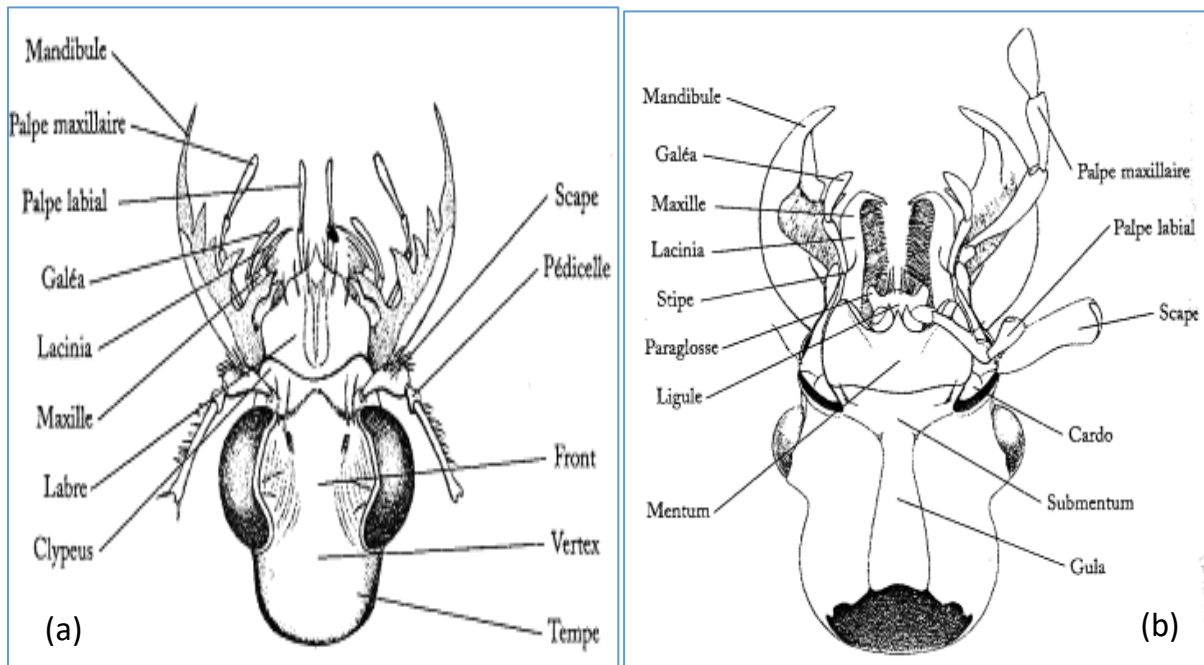 Mandibule
Palpe maxillaire
Palpe labial
Galéa
Lacinia
Maxille
Labre
Clypeus
Scape
Pédicelle
Front
Vertex
Tempe
(a)
Mandibule
Galéa
Maxille
Lacinia
Stipe
Paraglosse
Ligule
Mentum
Palpe maxillaire
Palpe labial
Scape
Cardo
Submentum
Gula
(b)